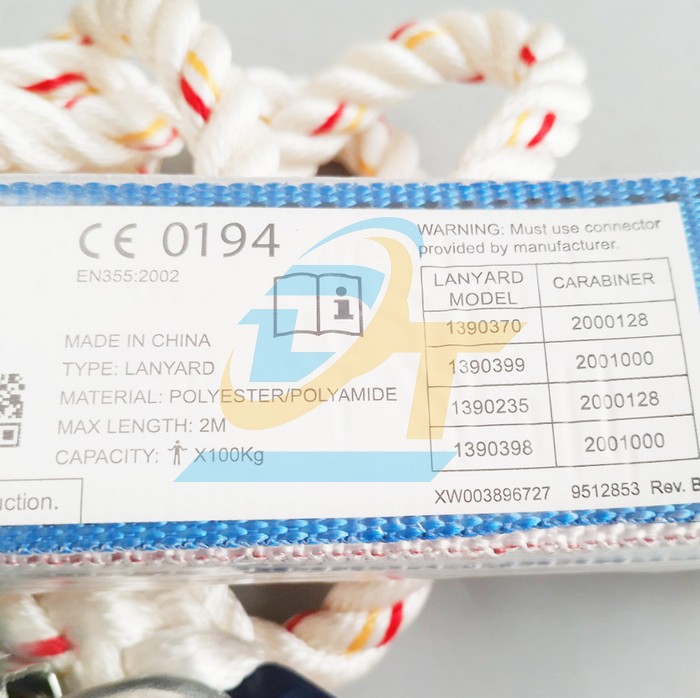 CE 0194
EN355:2002
i
MADE IN CHINA
TYPE: LANYARD
MATERIAL: POLYESTER/POLYAMIDE
MAX LENGTH: 2M
CAPACITY: X100Kg
uction.
WARNING: Must use connector
provided by manufacturer.
LANYARD MODEL CARABINER
1390370 2000128
1390399 2001000
1390235 2000128
1390398 2001000
XW003896727 9512853 Rev. B